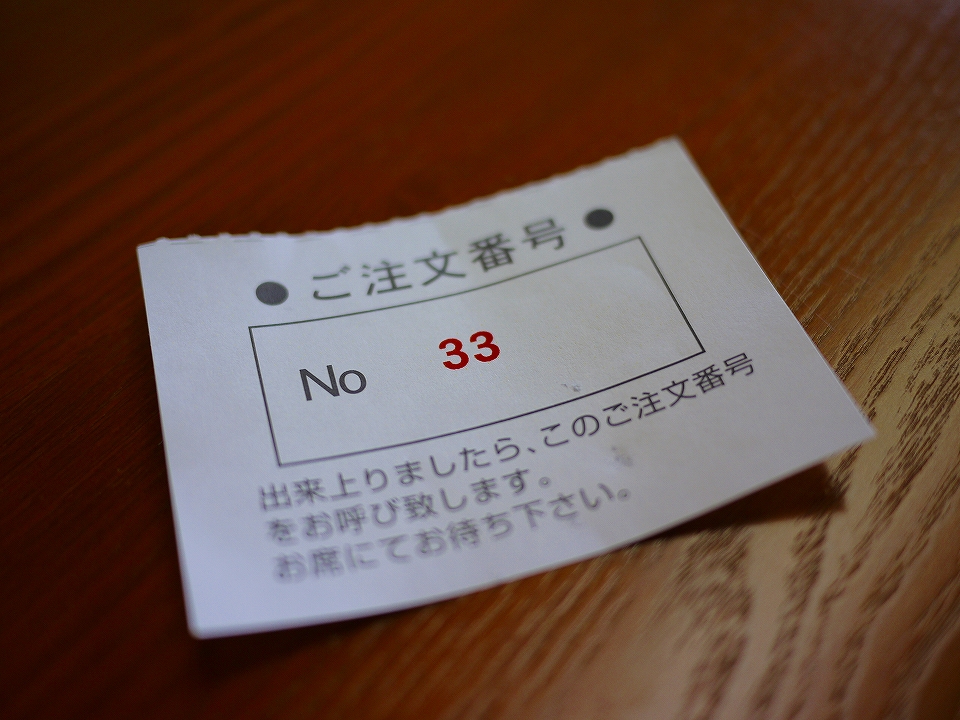 ● ご注文番号 ●
No 33
出来上りましたら、このご注文番号
をお呼び致します。
お席にてお待ち下さい。